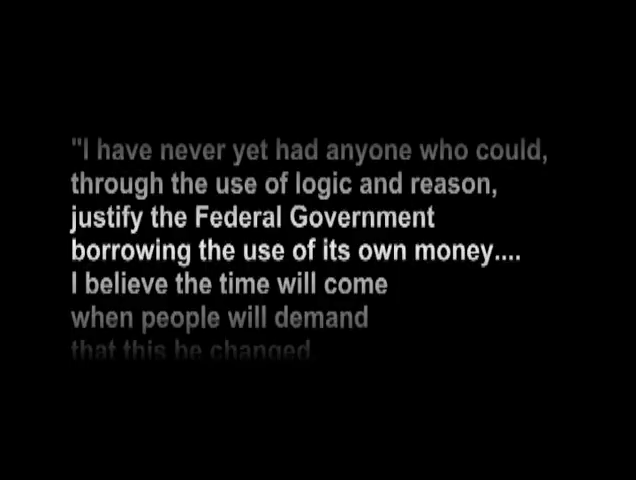 "I have never yet had anyone who could,
through the use of logic and reason,
justify the Federal Government
borrowing the use of its own money....
I believe the time will come
when people will demand
that this be changed.